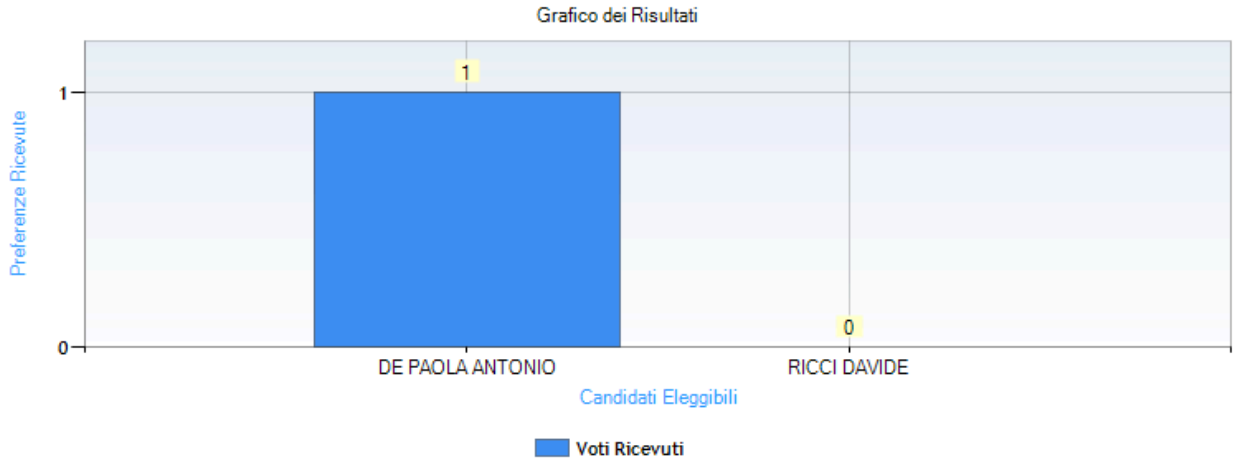 Grafico dei Risultati
1
1
Preferenze Ricevute
0
0
DE PAOLA ANTONIO
RICCI DAVIDE
Candidati Eleggibili
Voti Ricevuti